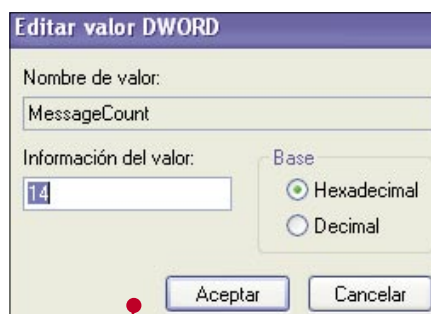 Editar valor DWORD
Nombre de valor:
MessageCount
Información del valor:
14
Base
Hexadecimal
Decimal
Aceptar
Cancelar